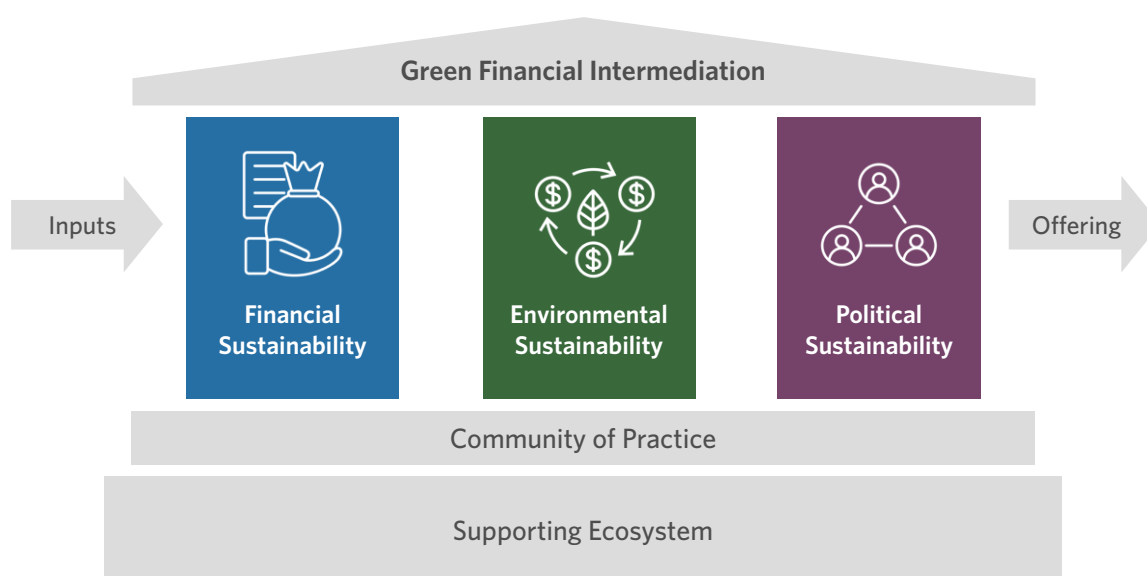 Green Financial Intermediation
Inputs
Financial
Sustainability
Environmental
Sustainability
Political
Sustainability
Offering
Community of Practice
Supporting Ecosystem